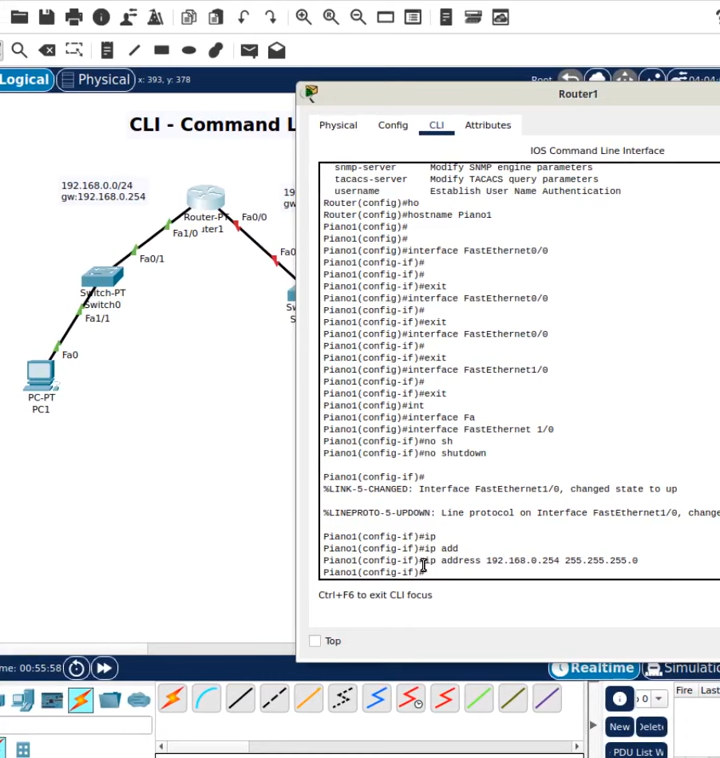 Logical
Physical
x: 393, y: 378
Root
04:04:
CLI - Command L
192.168.0.0/24
gw:192.168.0.254
19
gw
Router-P
uter1
Fa0/0
Fa1/0
Fa0/1
Fa0
Switch-PT
Switch0
Fa1/1
Sw
S
Fa0
PC-PT
PC1
Router1
Physical
Config
CLI
Attributes
IOS Command Line Interface
snmp-server Modify SNMP engine parameters
tacacs-server Modify TACACS query parameters
username Establish User Name Authentication
Router(config)#ho
Router(config)#hostname Piano1
Piano1(config)#
Piano1(config)#
Piano1(config)#interface FastEthernet0/0
Piano1(config-if)#
Piano1(config-if)#
Piano1(config-if)#exit
Piano1(config)#interface FastEthernet0/0
Piano1(config-if)#
Piano1(config-if)#exit
Piano1(config)#interface FastEthernet0/0
Piano1(config-if)#
Piano1(config-if)#exit
Piano1(config)#interface FastEthernet1/0
Piano1(config-if)#
Piano1(config-if)#exit
Piano1(config)#int
Piano1(config)#interface Fa
Piano1(config)#interface FastEthernet 1/0
Piano1(config-if)#no sh
Piano1(config-if)#no shutdown
Piano1(config-if)#
%LINK-5-CHANGED: Interface FastEthernet1/0, changed state to up
%LINEPROTO-5-UPDOWN: Line protocol on Interface FastEthernet1/0, change
Piano1(config-if)#ip
Piano1(config-if)#ip add
Piano1(config-if)#ip address 192.168.0.254 255.255.255.0
Piano1(config-if)#
Ctrl+F6 to exit CLI focus
Top
me: 00:55:58
Realtime
Simulatio
0
Fire
Last
New
Delet
PDU List W